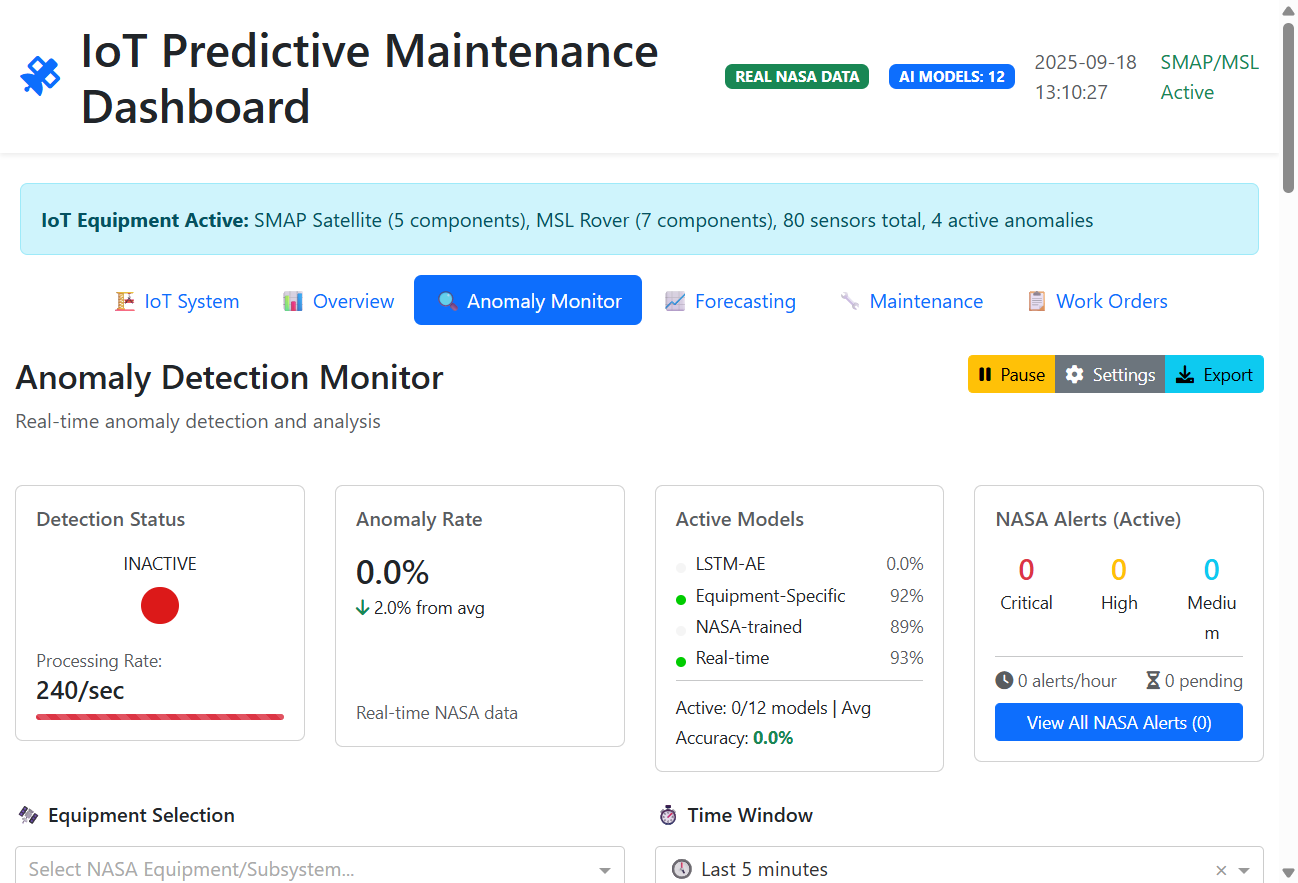 IoT Predictive Maintenance
Dashboard
REAL NASA DATA
AI MODELS: 12
2025-09-18
13:10:27
SMAP/MSL
Active
IoT Equipment Active: SMAP Satellite (5 components), MSL Rover (7 components), 80 sensors total, 4 active anomalies
IoT System
Overview
Anomaly Monitor
Forecasting
Maintenance
Work Orders
Anomaly Detection Monitor
Pause
Settings
Export
Real-time anomaly detection and analysis
Detection Status
INACTIVE
Processing Rate:
240/sec
Anomaly Rate
0.0%
2.0% from avg
Real-time NASA data
Active Models
LSTM-AE 0.0%
Equipment-Specific 92%
NASA-trained 89%
Real-time 93%
Active: 0/12 models | Avg
Accuracy: 0.0%
NASA Alerts (Active)
0 0 0
Critical High Mediu
m
0 alerts/hour 0 pending
View All NASA Alerts (0)
Equipment Selection
Select NASA Equipment/Subsystem...
Time Window
Last 5 minutes